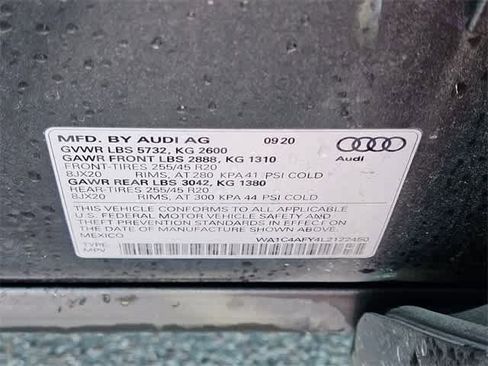 MFD. BY AUDI AG 0920
GVWR LBS 5732, KG 2600
GAWR FRONT LBS 2888, KG 1310
FRONT-TIRES 255/45 R20
8JX20 RIMS, AT 280 KPA 41 PSI COLD
GAWR REAR LBS 3042, KG 1380
REAR-TIRES 255/45 R20
8JX20 RIMS, AT 300 KPA 44 PSI COLD
THIS VEHICLE CONFORMS TO ALL APPLICABLE
U.S. FEDERAL MOTOR VEHICLE SAFETY AND
THEFT PREVENTION STANDARDS IN EFFECT ON
THE DATE OF MANUFACTURE SHOWN ABOVE.
MEXICO WA1C4AFY4L2122450
TYPE:
MPV
Audi